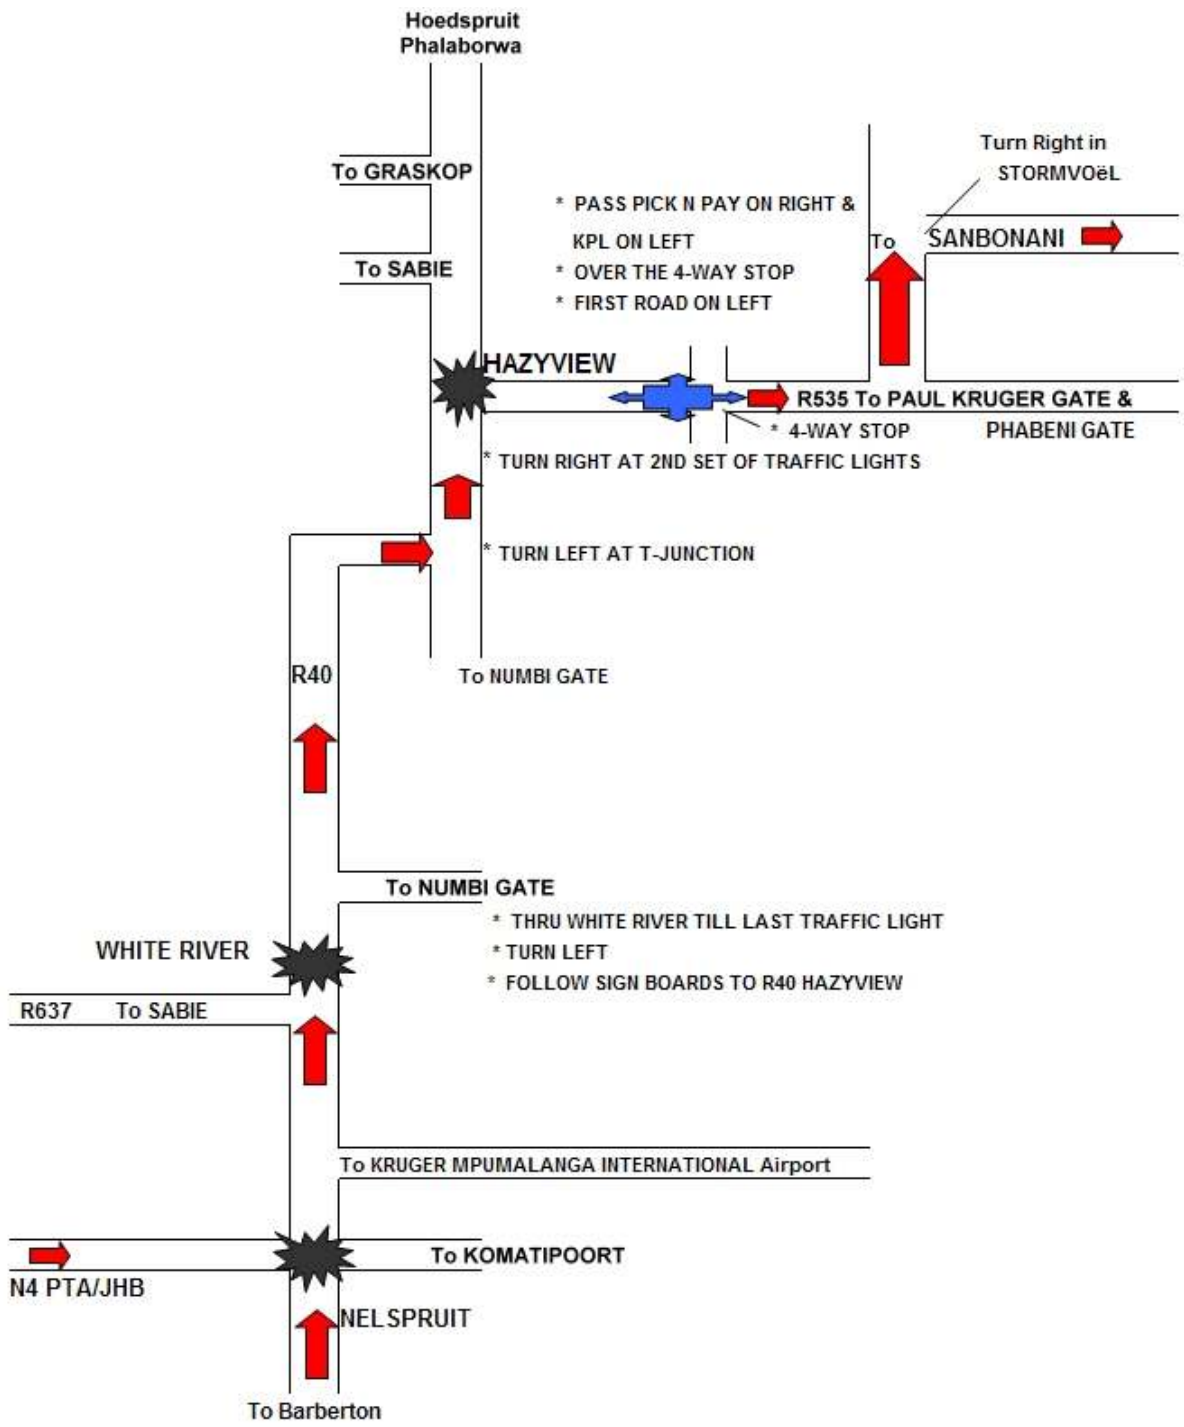 Hoedspruit
Phalaborwa
To GRASKOP
Turn Right in
STORMVOëL
* PASS PICK N PAY ON RIGHT &
KPL ON LEFT
To SANBONANI
To SABIE
* OVER THE 4-WAY STOP
* FIRST ROAD ON LEFT
HAZYVIEW
R535 To PAUL KRUGER GATE &
PHABENI GATE
* 4-WAY STOP
* TURN RIGHT AT 2ND SET OF TRAFFIC LIGHTS
* TURN LEFT AT T-JUNCTION
R40
To NUMBI GATE
To NUMBI GATE
* THRU WHITE RIVER TILL LAST TRAFFIC LIGHT
WHITE RIVER
* TURN LEFT
* FOLLOW SIGN BOARDS TO R40 HAZYVIEW
R637 To SABIE
To KRUGER MPUMALANGA INTERNATIONAL Airport
To KOMATIPOORT
N4 PTA/JHB
NELSPRUIT
To Barberton